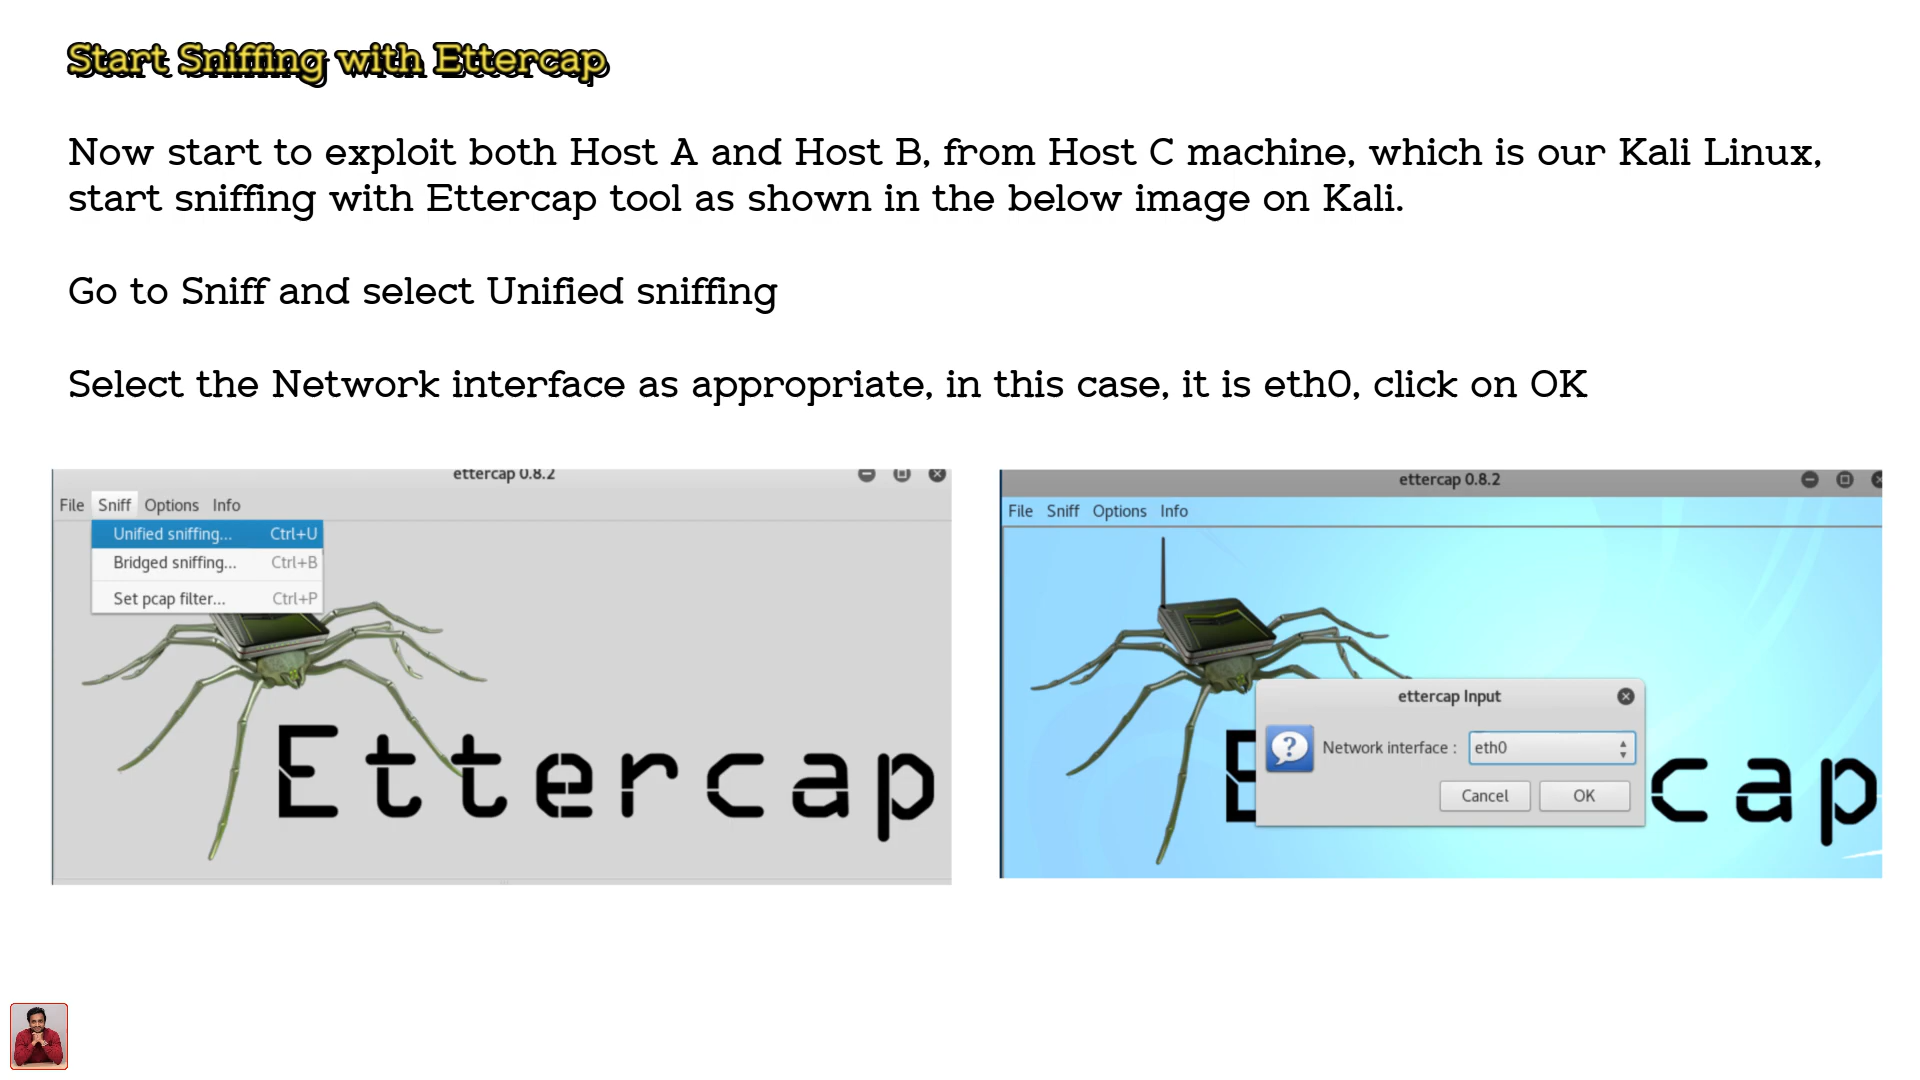 Start Sniffing with Ettercap
Now start to exploit both Host A and Host B, from Host C machine, which is our Kali Linux,
start sniffing with Ettercap tool as shown in the below image on Kali.
Go to Sniff and select Unified sniffing
Select the Network interface as appropriate, in this case, it is eth0, click on OK
ettercap 0.8.2
File Sniff Options Info
Unified sniffing... Ctrl+U
Bridged sniffing... Ctrl+B
Set pcap filter... Ctrl+P
Ettercap
ettercap 0.8.2
File Sniff Options Info
ettercap Input
Network interface : eth0
Cancel OK
E cap